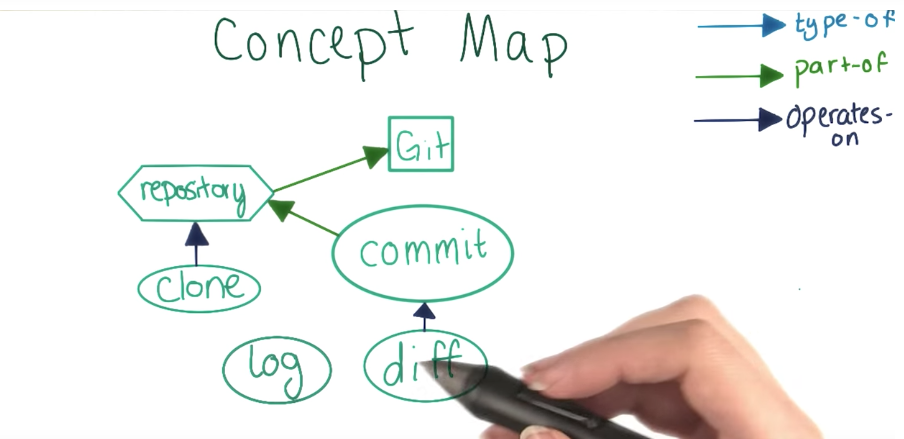 Concept Map
type-of
part-of
operates-
on
Git
repository
commit
clone
log
diff